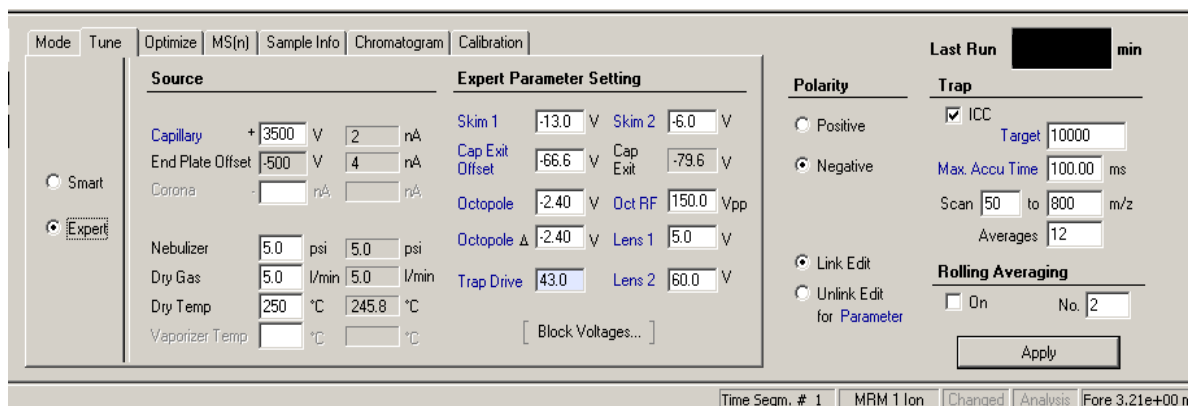 Mode Tune Optimize MS(n) Sample Info Chromatogram Calibration
Smart
Expert
Source
Capillary + 3500 V 2 nA
End Plate Offset -500 V 4 nA
Corona - nA nA
Nebulizer 5.0 psi 5.0 psi
Dry Gas 5.0 l/min 5.0 l/min
Dry Temp 250 °C 245.8 °C
Vaporizer Temp °C °C
Expert Parameter Setting
Skim 1 -13.0 V Skim 2 -6.0 V
Cap Exit Offset -66.6 V Cap Exit -79.6 V
Octopole -2.40 V Oct RF 150.0 Vpp
Octopole Δ -2.40 V Lens 1 5.0 V
Trap Drive 43.0 Lens 2 60.0 V
[ Block Voltages... ]
Polarity
Positive
Negative
Link Edit
Unlink Edit
for Parameter
Last Run min
Trap
ICC
Target 10000
Max. Accu Time 100.00 ms
Scan 50 to 800 m/z
Averages 12
Rolling Averaging
On No. 2
Apply
Time Segm. # 1 MRM 1 Ion Changed Analysis Fore 3.21e+00